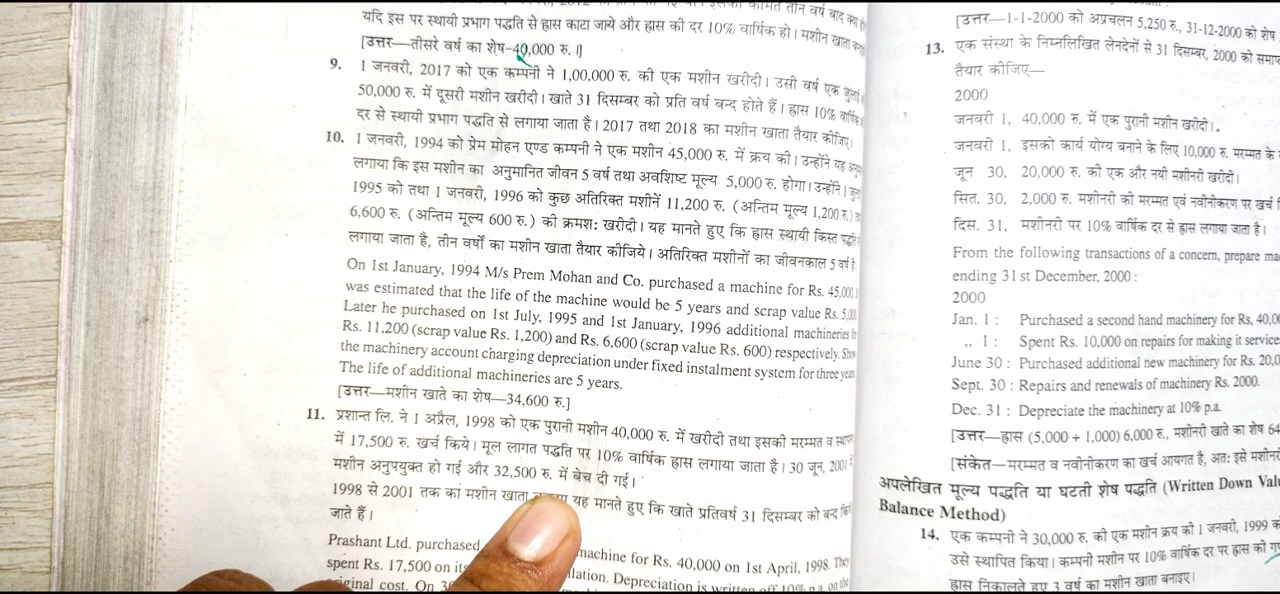 यदि इस पर स्थायी प्रभाग पद्धति से ह्रास काटा जाये और ह्रास की दर 10% वार्षिक हो। मशीन खाता
[उत्तर—तीसरे वर्ष का शेष-40,000 रु.।]
9. 1 जनवरी, 2017 को एक कम्पनी ने 1,00,000 रु. की एक मशीन खरीदी। उसी वर्ष एक
50,000 रु. में दूसरी मशीन खरीदी। खाते 31 दिसम्बर को प्रति वर्ष बन्द होते हैं। ह्रास 10% वार्षिक
दर से स्थायी प्रभाग पद्धति से लगाया जाता है। 2017 तथा 2018 का मशीन खाता तैयार कीजिए।
10. 1 जनवरी, 1994 को प्रेम मोहन एण्ड कम्पनी ने एक मशीन 45,000 रु. में क्रय की। उन्होंने यह
लगाया कि इस मशीन का अनुमानित जीवन 5 वर्ष तथा अवशिष्ट मूल्य 5,000 रु. होगा। उन्होंने 1
1995 को तथा 1 जनवरी, 1996 को कुछ अतिरिक्त मशीनें 11,200 रु. (अन्तिम मूल्य 1,200 रु.)
6,600 रु. (अन्तिम मूल्य 600 रु.) की क्रमश: खरीदी। यह मानते हुए कि ह्रास स्थायी किस्त पद्धति
लगाया जाता है, तीन वर्षों का मशीन खाता तैयार कीजिये। अतिरिक्त मशीनों का जीवनकाल 5 वर्ष है
On 1st January, 1994 M/s Prem Mohan and Co. purchased a machine for Rs. 45,000.
was estimated that the life of the machine would be 5 years and scrap value Rs. 5,000.
Later he purchased on 1st July, 1995 and 1st January, 1996 additional machineries
Rs. 11,200 (scrap value Rs. 1,200) and Rs. 6,600 (scrap value Rs. 600) respectively. Show
the machinery account charging depreciation under fixed instalment system for three years
The life of additional machineries are 5 years.
[उत्तर—मशीन खाते का शेष—34,600 रु.]
11. प्रशान्त लि. ने 1 अप्रैल, 1998 को एक पुरानी मशीन 40,000 रु. में खरीदी तथा इसकी मरम्मत व
में 17,500 रु. खर्च किये। मूल लागत पद्धति पर 10% वार्षिक ह्रास लगाया जाता है। 30 जून, 2001
मशीन अनुपयुक्त हो गई और 32,500 रु. में बेच दी गई।
1998 से 2001 तक का मशीन खाता यह मानते हुए कि खाते प्रतिवर्ष 31 दिसम्बर को बन्द
जाते हैं।
Prashant Ltd. purchased machine for Rs. 40,000 on 1st April, 1998. They
spent Rs. 17,500 on its Depreciation is written off 10% p.a. on the
cost. On
[उत्तर—1-1-2000 को अप्रचलन 5,250 रु., 31-12-2000 को शेष
13. एक संस्था के निम्नलिखित लेनदेनों से 31 दिसम्बर, 2000 को
तैयार कीजिए—
2000
जनवरी 1, 40,000 रु. में एक पुरानी मशीन खरीदी।
जनवरी 1, इसको कार्य योग्य बनाने के लिए 10,000 रु. मरम्मत के
जून 30, 20,000 रु. की एक और नयी मशीनरी खरीदी।
सित. 30, 2,000 रु. मशीनरी की मरम्मत एवं नवीनीकरण पर खर्च
दिस. 31, मशीनरी पर 10% वार्षिक दर से ह्रास लगाया जाता है।
From the following transactions of a concern, prepare
ending 31 st December, 2000 :
2000
Jan. 1 : Purchased a second hand machinery for Rs, 40,0
,, 1 : Spent Rs. 10,000 on repairs for making it service
June 30 : Purchased additional new machinery for Rs. 20,0
Sept. 30 : Repairs and renewals of machinery Rs. 2000.
Dec. 31 : Depreciate the machinery at 10% p.a.
[उत्तर—ह्रास (5,000 + 1,000) 6,000 रु., मशीनरी खाते का शेष 64
[संकेत—मरम्मत व नवीनीकरण का खर्च आयगत है, अत: इसे मशीनरी
अपलेखित मूल्य पद्धति या घटती शेष पद्धति (Written Down
Balance Method)
14. एक कम्पनी ने 30,000 रु. की एक मशीन क्रय की 1 जनवरी, 1999
उसे स्थापित किया। कम्पनी मशीन पर 10% वार्षिक दर पर ह्रास की
ह्रास निकालते हुए 3 वर्ष का मशीन खाता बनाइए।